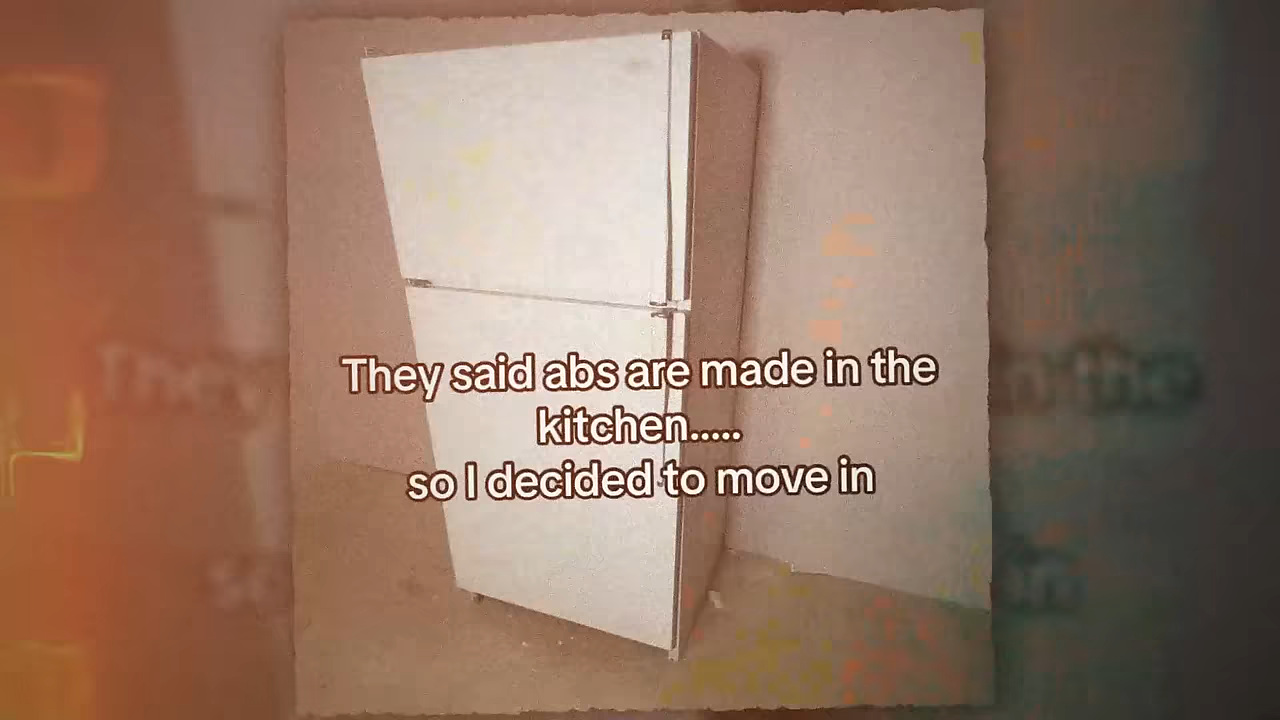 They said abs are made in the
kitchen.....
so I decided to move in